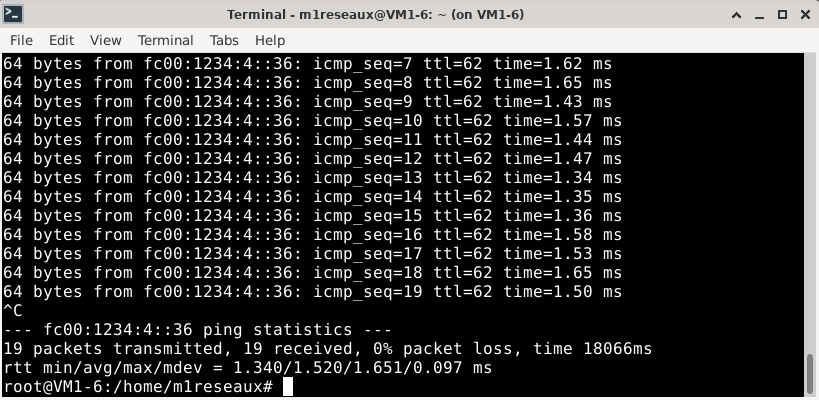 Terminal - m1reseaux@VM1-6: ~ (on VM1-6)
File Edit View Terminal Tabs Help
64 bytes from fc00:1234:4::36: icmp_seq=7 ttl=62 time=1.62 ms
64 bytes from fc00:1234:4::36: icmp_seq=8 ttl=62 time=1.65 ms
64 bytes from fc00:1234:4::36: icmp_seq=9 ttl=62 time=1.43 ms
64 bytes from fc00:1234:4::36: icmp_seq=10 ttl=62 time=1.57 ms
64 bytes from fc00:1234:4::36: icmp_seq=11 ttl=62 time=1.44 ms
64 bytes from fc00:1234:4::36: icmp_seq=12 ttl=62 time=1.47 ms
64 bytes from fc00:1234:4::36: icmp_seq=13 ttl=62 time=1.34 ms
64 bytes from fc00:1234:4::36: icmp_seq=14 ttl=62 time=1.35 ms
64 bytes from fc00:1234:4::36: icmp_seq=15 ttl=62 time=1.36 ms
64 bytes from fc00:1234:4::36: icmp_seq=16 ttl=62 time=1.58 ms
64 bytes from fc00:1234:4::36: icmp_seq=17 ttl=62 time=1.53 ms
64 bytes from fc00:1234:4::36: icmp_seq=18 ttl=62 time=1.65 ms
64 bytes from fc00:1234:4::36: icmp_seq=19 ttl=62 time=1.50 ms
^C
--- fc00:1234:4::36 ping statistics ---
19 packets transmitted, 19 received, 0% packet loss, time 18066ms
rtt min/avg/max/mdev = 1.340/1.520/1.651/0.097 ms
root@VM1-6:/home/m1reseaux#